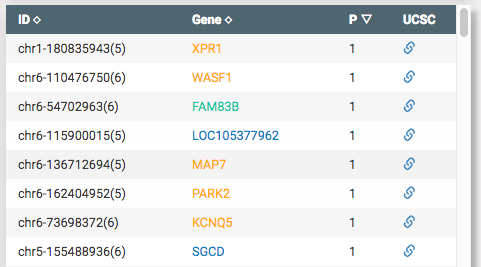 ID Gene P UCSC
chr1-180835943(5) XPR1 1
chr6-110476750(6) WASF1 1
chr6-54702963(6) FAM83B 1
chr6-115900015(5) LOC105377962 1
chr6-136712694(5) MAP7 1
chr6-162404952(5) PARK2 1
chr6-73698372(6) KCNQ5 1
chr5-155488936(6) SGCD 1